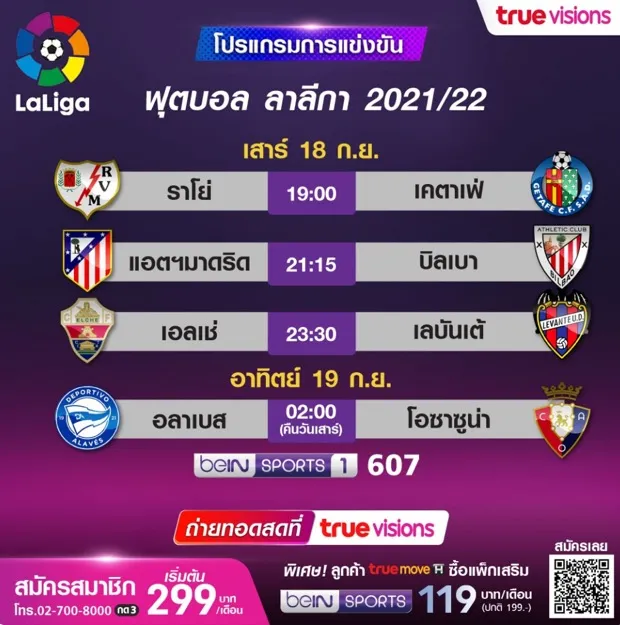 true visions
LaLiga
โปรแกรมการแข่งขัน
ฟุตบอล ลาลีกา 2021/22
เสาร์ 18 ก.ย.
R
V
M
ราโย่ 19:00 เคตาเฟ่
GETAFE C.F. S.A.D.
แอตฯมาดริด 21:15 บิลเบา
ATHLETIC CLUB
BILBAO
เอลเช่ 23:30 เลบันเต้
ELCHE
C F
LEVANTE U.D.
อาทิตย์ 19 ก.ย.
DEPORTIVO
ALAVÉS
อลาเบส 02:00 โอซาซูน่า
(คืนวันเสาร์)
C A
O
beIN SPORTS 1 607
ถ่ายทอดสดที่ true visions
สมัครสมาชิก
โทร.02-700-8000 กด 3
เริ่มต้น
299 บาท/เดือน
พิเศษ! ลูกค้า true move H ซื้อแพ็กเสริม
beIN SPORTS 119 บาท/เดือน
(ปกติ 199.-)
สมัครเลย